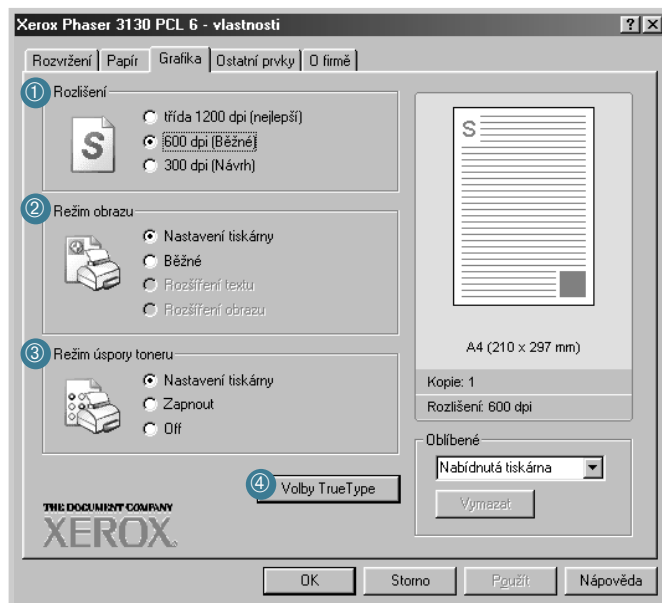 Xerox Phaser 3130 PCL 6 - vlastnosti
Rozvržení Papír Grafika Ostatní prvky O firmě
1 Rozlišení
třída 1200 dpi (nejlepší)
600 dpi (Běžné)
300 dpi (Návrh)
2 Režim obrazu
Nastavení tiskárny
Běžné
Rozšíření textu
Rozšíření obrazu
3 Režim úspory toneru
Nastavení tiskárny
Zapnout
Off
4 Volby TrueType
THE DOCUMENT COMPANY
XEROX
S
S
A4 (210 x 297 mm)
Kopie: 1
Rozlišení: 600 dpi
Oblíbené
Nabídnutá tiskárna
Vymazat
OK Storno Použít Nápověda